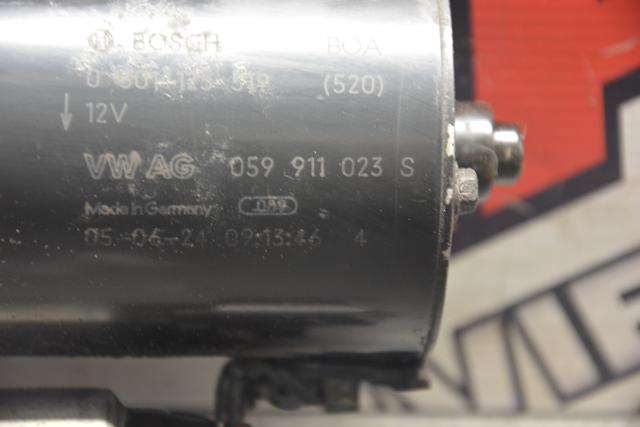 BOSCH BOA
(520)
12V
VW AG 059 911 023 S
Made in Germany 089
05-06-24 09:13:46 4